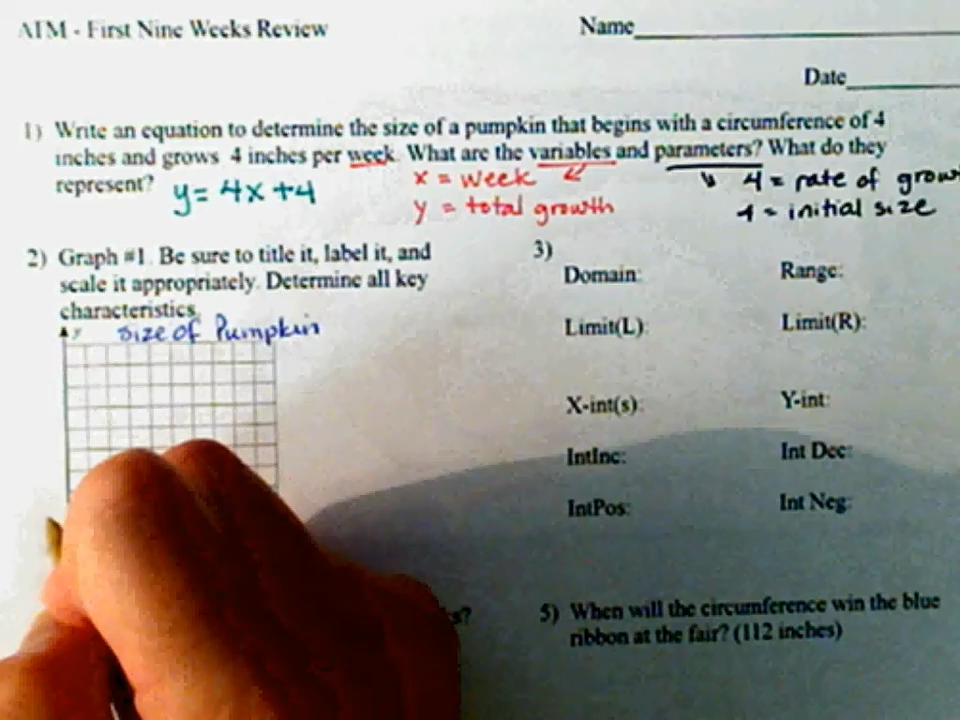 ATM - First Nine Weeks Review
Name
Date
1) Write an equation to determine the size of a pumpkin that begins with a circumference of 4
inches and grows 4 inches per week. What are the variables and parameters? What do they
represent?
y = 4x + 4
x = week
y = total growth
4 = rate of
4 = initial size
2) Graph #1. Be sure to title it, label it, and
scale it appropriately. Determine all key
characteristics.
y
Size of Pumpkin
3)
Domain:
Range:
Limit(L):
Limit(R):
X-int(s):
Y-int:
IntInc:
Int Dec:
IntPos:
Int Neg:
5) When will the circumference win the blue
ribbon at the fair? (112 inches)